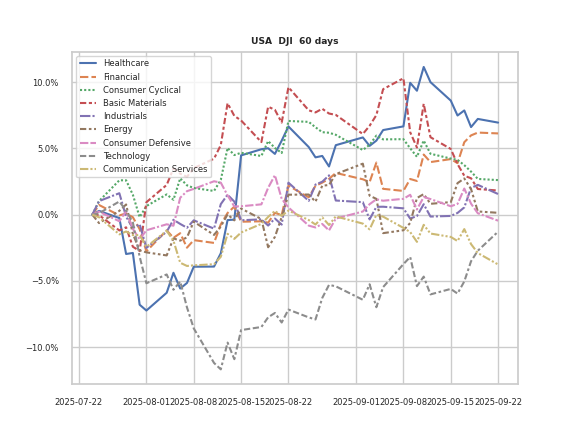 USA DJI 60 days
Healthcare
Financial
Consumer Cyclical
Basic Materials
Industrials
Energy
Consumer Defensive
Technology
Communication Services
10.0%
5.0%
0.0%
−5.0%
−10.0%
2025-07-22 2025-08-01 2025-08-08 2025-08-15 2025-08-22 2025-09-01 2025-09-08 2025-09-15 2025-09-22